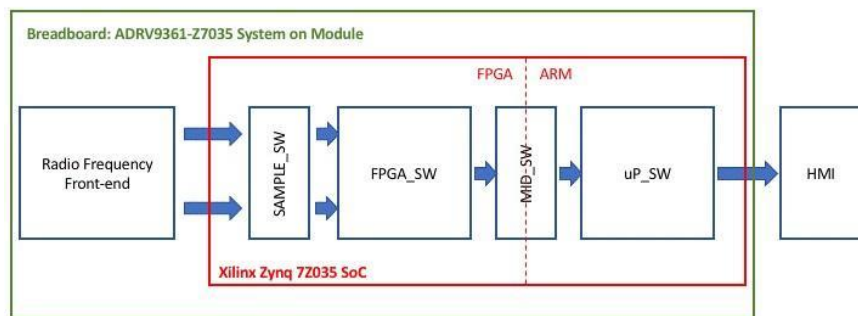 Breadboard: ADRV9361-Z7035 System on Module
FPGA ARM
Radio Frequency
Front-end
SAMPLE_SW
FPGA_SW
MID_SW
uP_SW
HMI
Xilinx Zynq 7Z035 SoC